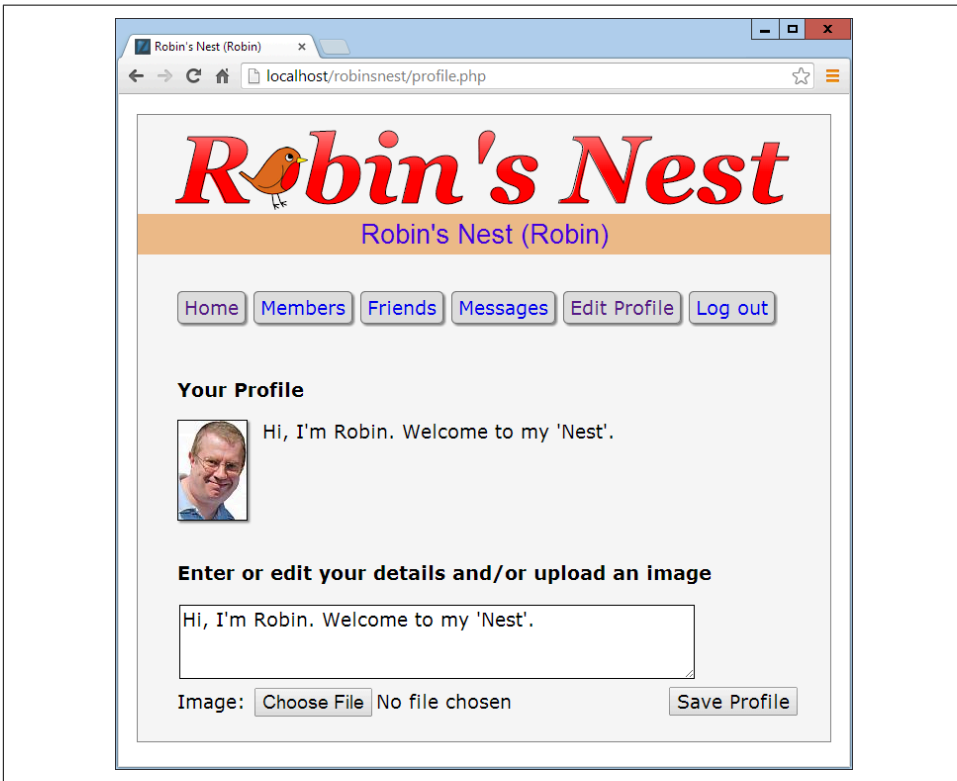 Robin's Nest (Robin)
localhost/robinsnest/profile.php
Robin's Nest
Robin's Nest (Robin)
Home Members Friends Messages Edit Profile Log out
Your Profile
Hi, I'm Robin. Welcome to my 'Nest'.
Enter or edit your details and/or upload an image
Hi, I'm Robin. Welcome to my 'Nest'.
Image: Choose File No file chosen Save Profile